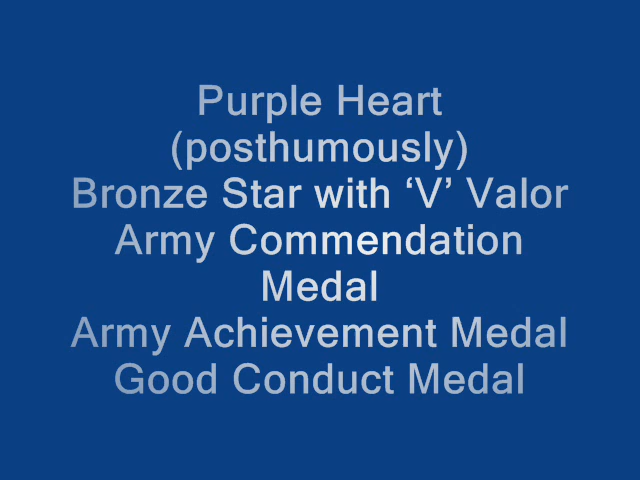 Purple Heart
(posthumously)
Bronze Star with ‘V’ Valor
Army Commendation
Medal
Army Achievement Medal
Good Conduct Medal